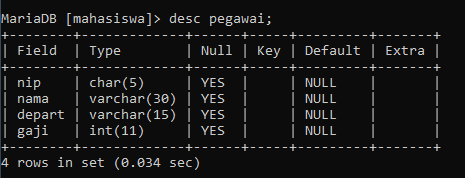 MariaDB [mahasiswa]> desc pegawai;
+--------+-------------+------+-----+---------+-------+
| Field  | Type        | Null | Key | Default | Extra |
+--------+-------------+------+-----+---------+-------+
| nip    | char(5)     | YES  |     | NULL    |       |
| nama   | varchar(30) | YES  |     | NULL    |       |
| depart | varchar(15) | YES  |     | NULL    |       |
| gaji   | int(11)     | YES  |     | NULL    |       |
+--------+-------------+------+-----+---------+-------+
4 rows in set (0.034 sec)